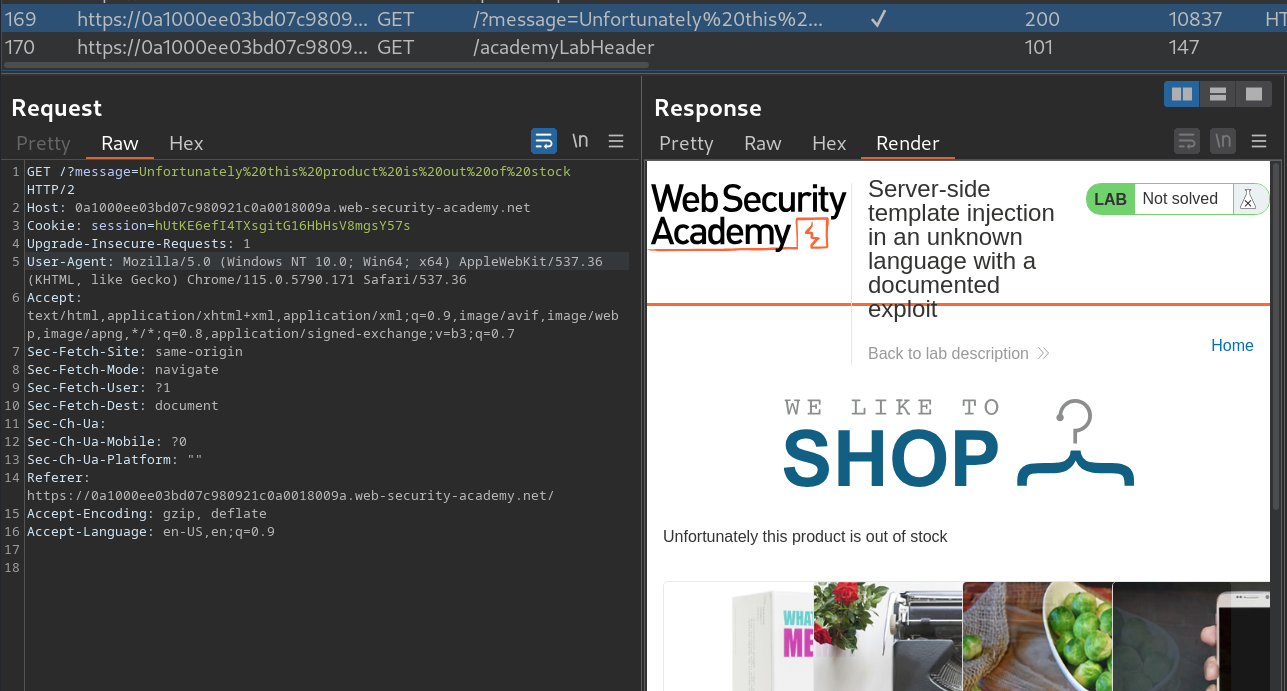 169 https://0a1000ee03bd07c9809... GET /?message=Unfortunately%20this%2... ✓ 200 10837 HT
170 https://0a1000ee03bd07c9809... GET /academyLabHeader 101 147
Request
Pretty Raw Hex \n
1 GET /?message=Unfortunately%20this%20product%20is%20out%20of%20stock
HTTP/2
2 Host: 0a1000ee03bd07c980921c0a0018009a.web-security-academy.net
3 Cookie: session=hUtKE6efI4TXsgitG16HbHsV8mgsY57s
4 Upgrade-Insecure-Requests: 1
5 User-Agent: Mozilla/5.0 (Windows NT 10.0; Win64; x64) AppleWebKit/537.36
(KHTML, like Gecko) Chrome/115.0.5790.171 Safari/537.36
6 Accept:
text/html,application/xhtml+xml,application/xml;q=0.9,image/avif,image/web
p,image/apng,*/*;q=0.8,application/signed-exchange;v=b3;q=0.7
7 Sec-Fetch-Site: same-origin
8 Sec-Fetch-Mode: navigate
9 Sec-Fetch-User: ?1
10 Sec-Fetch-Dest: document
11 Sec-Ch-Ua:
12 Sec-Ch-Ua-Mobile: ?0
13 Sec-Ch-Ua-Platform: ""
14 Referer:
https://0a1000ee03bd07c980921c0a0018009a.web-security-academy.net/
15 Accept-Encoding: gzip, deflate
16 Accept-Language: en-US,en;q=0.9
17
18
Response
Pretty Raw Hex Render \n
Web Security
Academy
Server-side
template injection
in an unknown
language with a
documented
exploit
LAB Not solved
Back to lab description
Home
WE LIKE TO
SHOP
Unfortunately this product is out of stock
WHA
ME